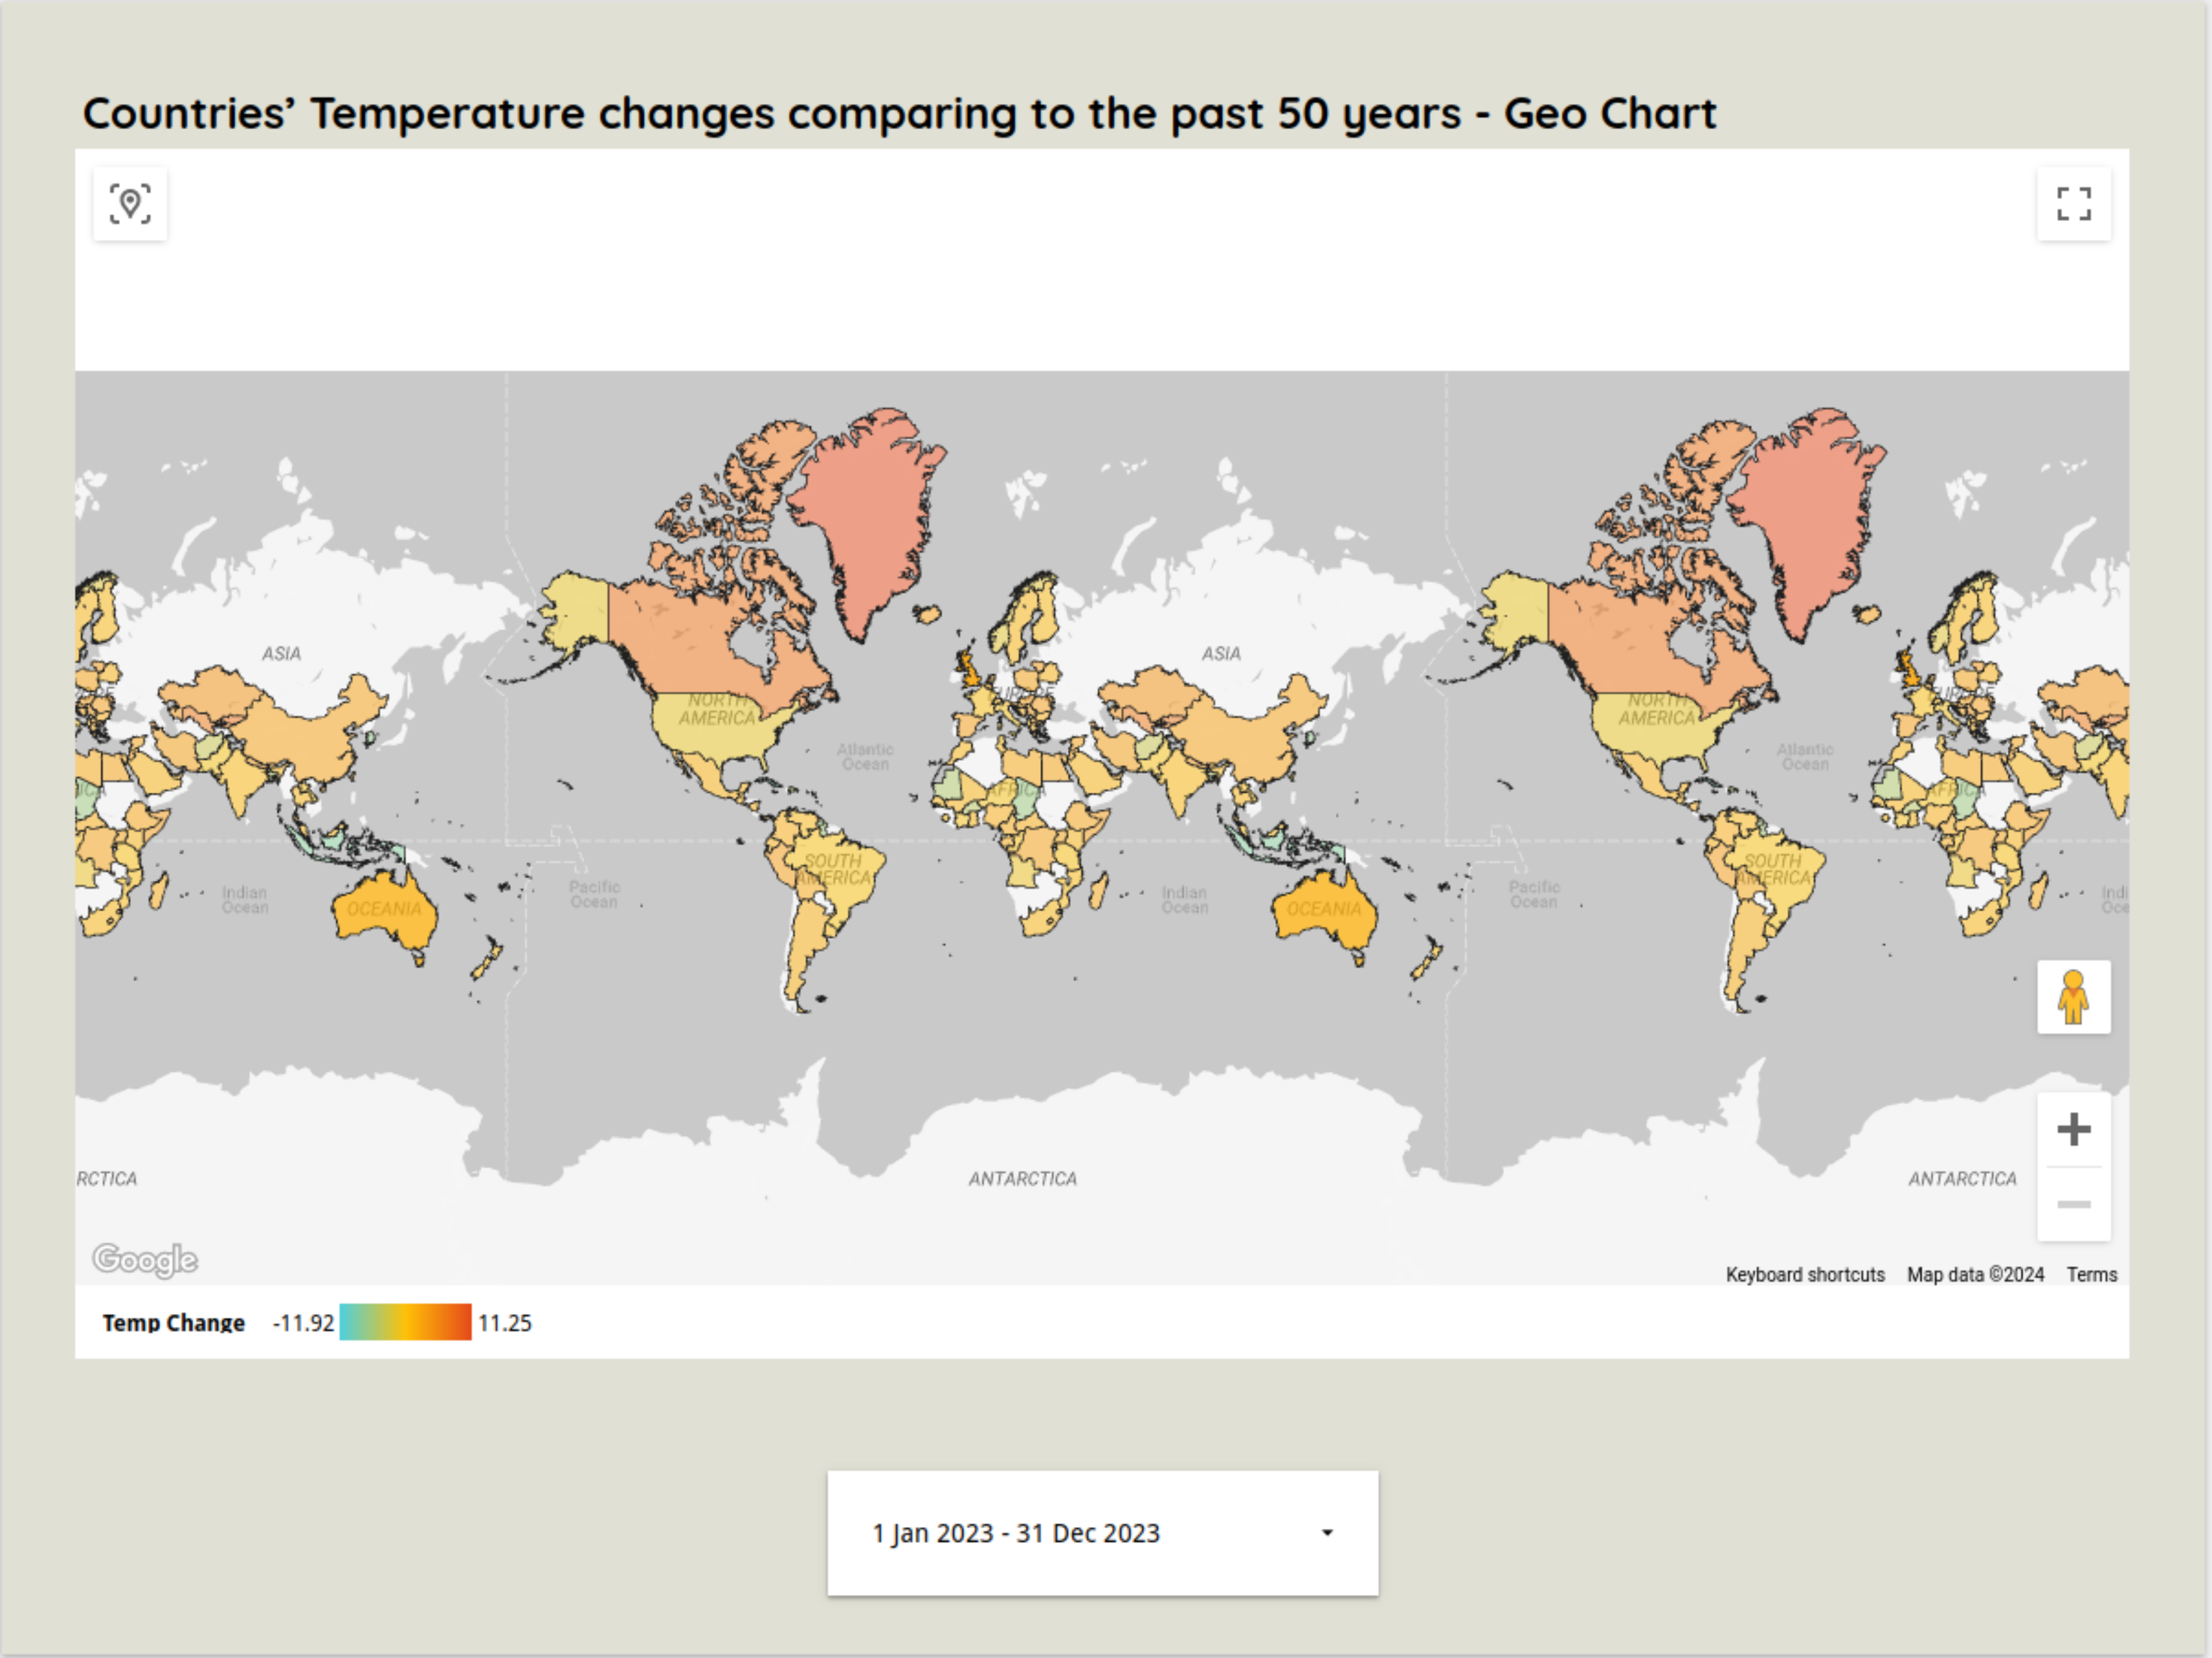 Countries’ Temperature changes comparing to the past 50 years - Geo Chart
ASIA
NORTH
AMERICA
Atlantic
Ocean
EUROPE
ASIA
NORTH
AMERICA
Atlantic
Ocean
EUROPE
AFRICA
AFRICA
SOUTH
AMERICA
SOUTH
AMERICA
Indian
Ocean
OCEANIA
Pacific
Ocean
Indian
Ocean
OCEANIA
Pacific
Ocean
Indi
Oce
RCTICA
ANTARCTICA
ANTARCTICA
Google
Keyboard shortcuts Map data ©2024 Terms
Temp Change -11.92 11.25
1 Jan 2023 - 31 Dec 2023